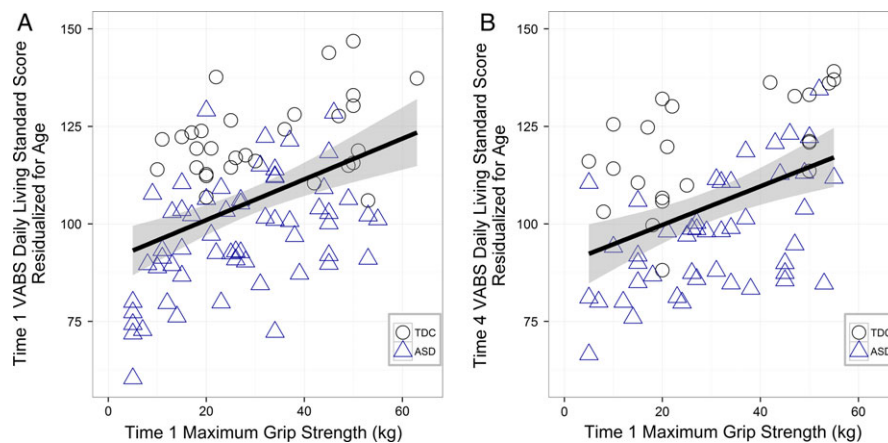 A
150
125
100
75
Time 1 VABS Daily Living Standard Score
Residualized for Age
0
20
40
60
Time 1 Maximum Grip Strength (kg)
TDC
ASD
B
150
125
100
75
Time 4 VABS Daily Living Standard Score
Residualized for Age
0
20
40
60
Time 1 Maximum Grip Strength (kg)
TDC
ASD